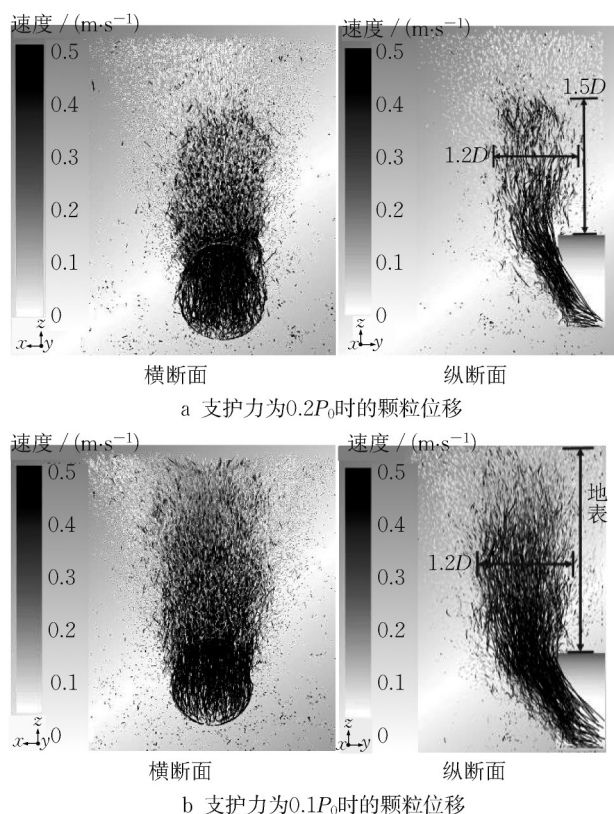 速度 / (m·s⁻¹)
速度 / (m·s⁻¹)
0.5
0.4
0.3
0.2
0.1
0
z
x
y
0.5
0.4
0.3
0.2
0.1
0
z
x
y
1.5D
1.2D
横断面
纵断面
a 支护力为0.2P₀时的颗粒位移
速度 / (m·s⁻¹)
速度 / (m·s⁻¹)
0.5
0.4
0.3
0.2
0.1
0
z
x
y
0.5
0.4
0.3
0.2
0.1
0
z
x
y
地表
1.2D
横断面
纵断面
b 支护力为0.1P₀时的颗粒位移